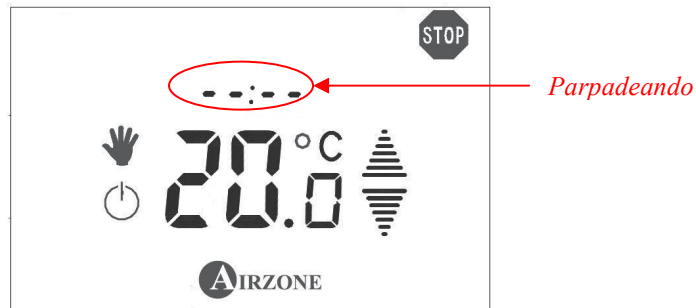 STOP
--:--
Parpadeando
20.0 °C
AIRZONE